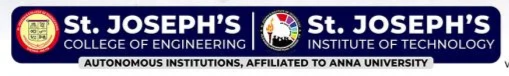 St. JOSEPH'S
COLLEGE OF ENGINEERING
St. JOSEPH'S
INSTITUTE OF TECHNOLOGY
AUTONOMOUS INSTITUTIONS, AFFILIATED TO ANNA UNIVERSITY